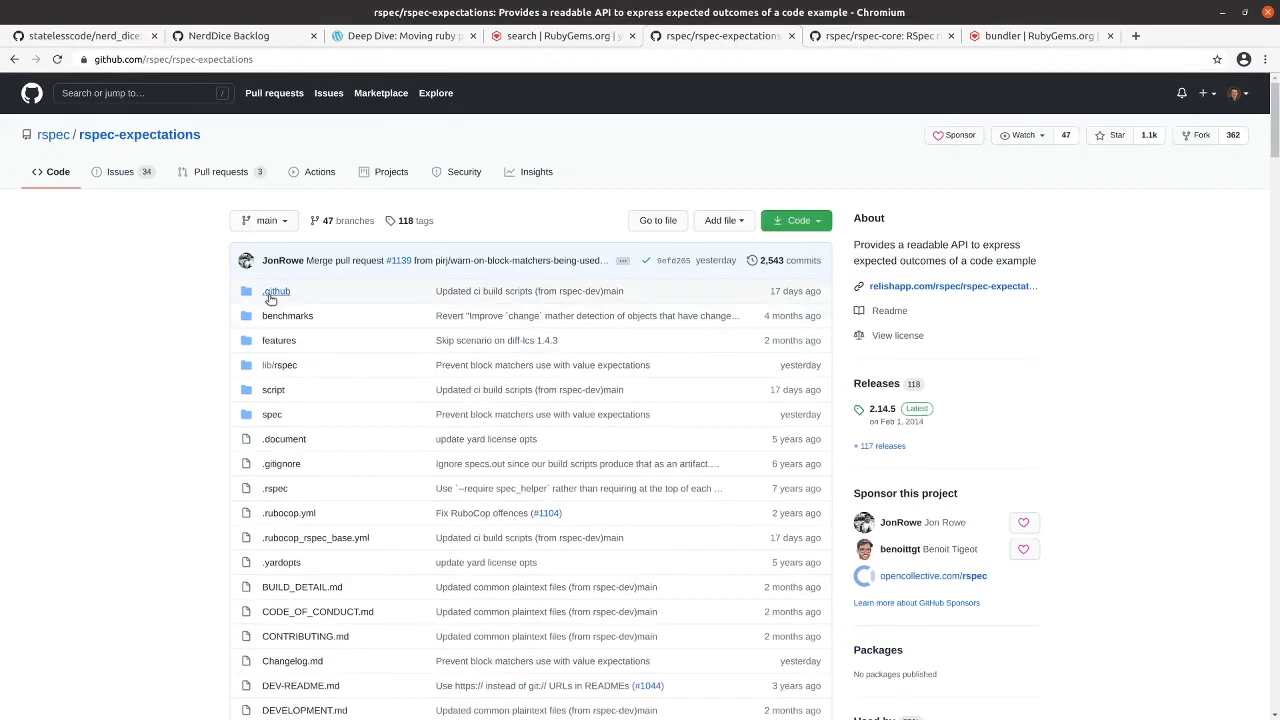 rspec/rspec-expectations: Provides a readable API to express expected outcomes of a code example - Chromium
statelesscode/nerd_dice:
NerdDice Backlog
Deep Dive: Moving ruby p
search | RubyGems.org | y
rspec/rspec-expectations
rspec/rspec-core: RSpec r
bundler | RubyGems.org |
github.com/rspec/rspec-expectations
Search or jump to… /
Pull requests Issues Marketplace Explore
rspec / rspec-expectations
Sponsor Watch 47 Star 1.1k Fork 362
Code Issues 34 Pull requests 3 Actions Projects Security Insights
main 47 branches 118 tags Go to file Add file Code
JonRowe Merge pull request #1139 from pirj/warn-on-block-matchers-being-used… ... 9efd205 yesterday 2,543 commits
.github Updated ci build scripts (from rspec-dev)main 17 days ago
benchmarks Revert "Improve `change` mather detection of objects that have change… 4 months ago
features Skip scenario on diff-lcs 1.4.3 2 months ago
lib/rspec Prevent block matchers use with value expectations yesterday
script Updated ci build scripts (from rspec-dev)main 17 days ago
spec Prevent block matchers use with value expectations yesterday
.document update yard license opts 5 years ago
.gitignore Ignore specs.out since our build scripts produce that as an artifact.… 6 years ago
.rspec Use `--require spec_helper` rather than requiring at the top of each … 7 years ago
.rubocop.yml Fix RuboCop offences (#1104) 2 years ago
.rubocop_rspec_base.yml Updated ci build scripts (from rspec-dev)main 17 days ago
.yardopts update yard license opts 5 years ago
BUILD_DETAIL.md Updated common plaintext files (from rspec-dev)main 2 months ago
CODE_OF_CONDUCT.md Updated common plaintext files (from rspec-dev)main 2 months ago
CONTRIBUTING.md Updated common plaintext files (from rspec-dev)main 2 months ago
Changelog.md Prevent block matchers use with value expectations yesterday
DEV-README.md Use https:// instead of git:// URLs in READMEs (#1044) 3 years ago
DEVELOPMENT.md Updated common plaintext files (from rspec-dev)main 2 months ago
About
Provides a readable API to express
expected outcomes of a code example
relishapp.com/rspec/rspec-expectat…
Readme
View license
Releases 118
2.14.5 Latest
on Feb 1, 2014
+ 117 releases
Sponsor this project
JonRowe Jon Rowe
benoittgt Benoit Tigeot
opencollective.com/rspec
Learn more about GitHub Sponsors
Packages
No packages published
Used by